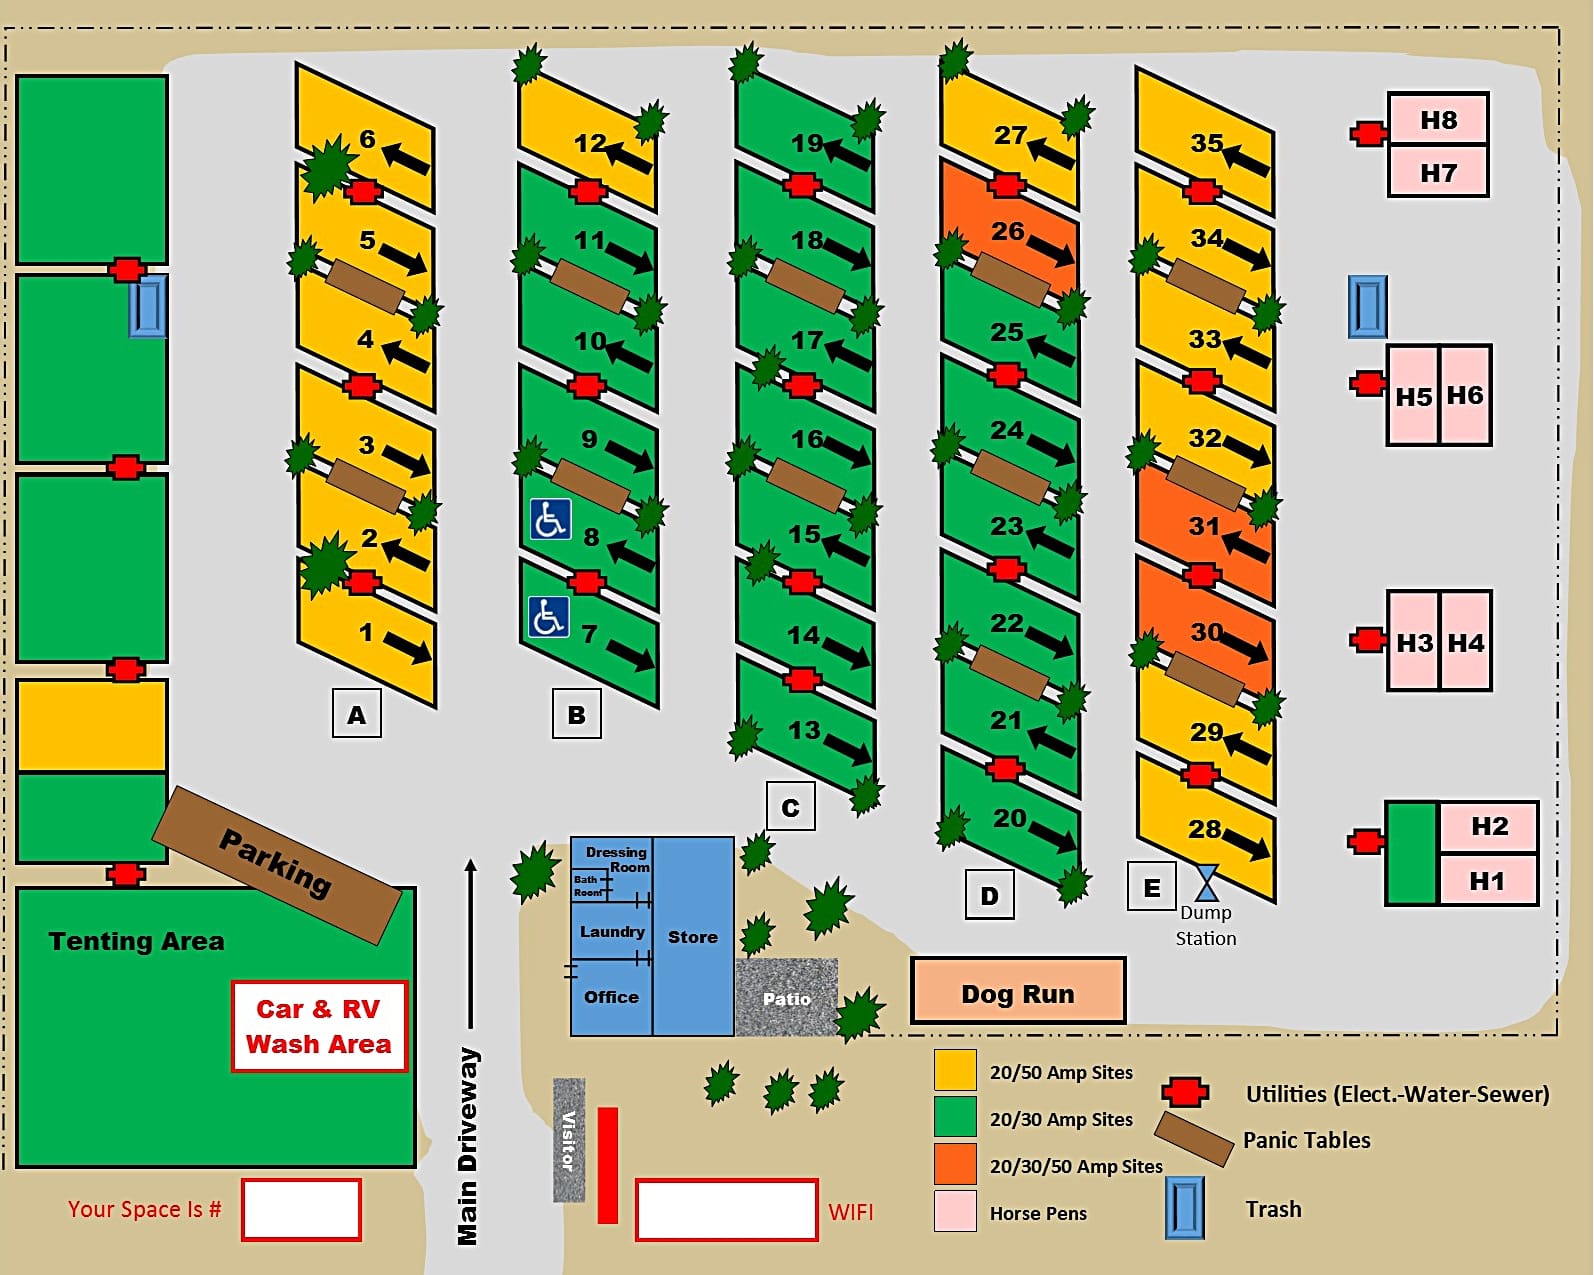 6
12
19
27
35
H8
H7
5
11
18
26
34
4
10
17
25
33
H5
H6
3
9
16
24
32
2
8
15
23
31
1
7
14
22
30
H3
H4
A
B
13
21
29
C
20
28
H2
H1
D
E
Dump
Station
Parking
Tenting Area
Car & RV
Wash Area
Main Driveway
Dressing
Room
Bath
Room
Laundry
Store
Office
Patio
Dog Run
Visitor
20/50 Amp Sites
20/30 Amp Sites
20/30/50 Amp Sites
Horse Pens
Utilities (Elect.-Water-Sewer)
Panic Tables
Trash
Your Space Is #
WIFI